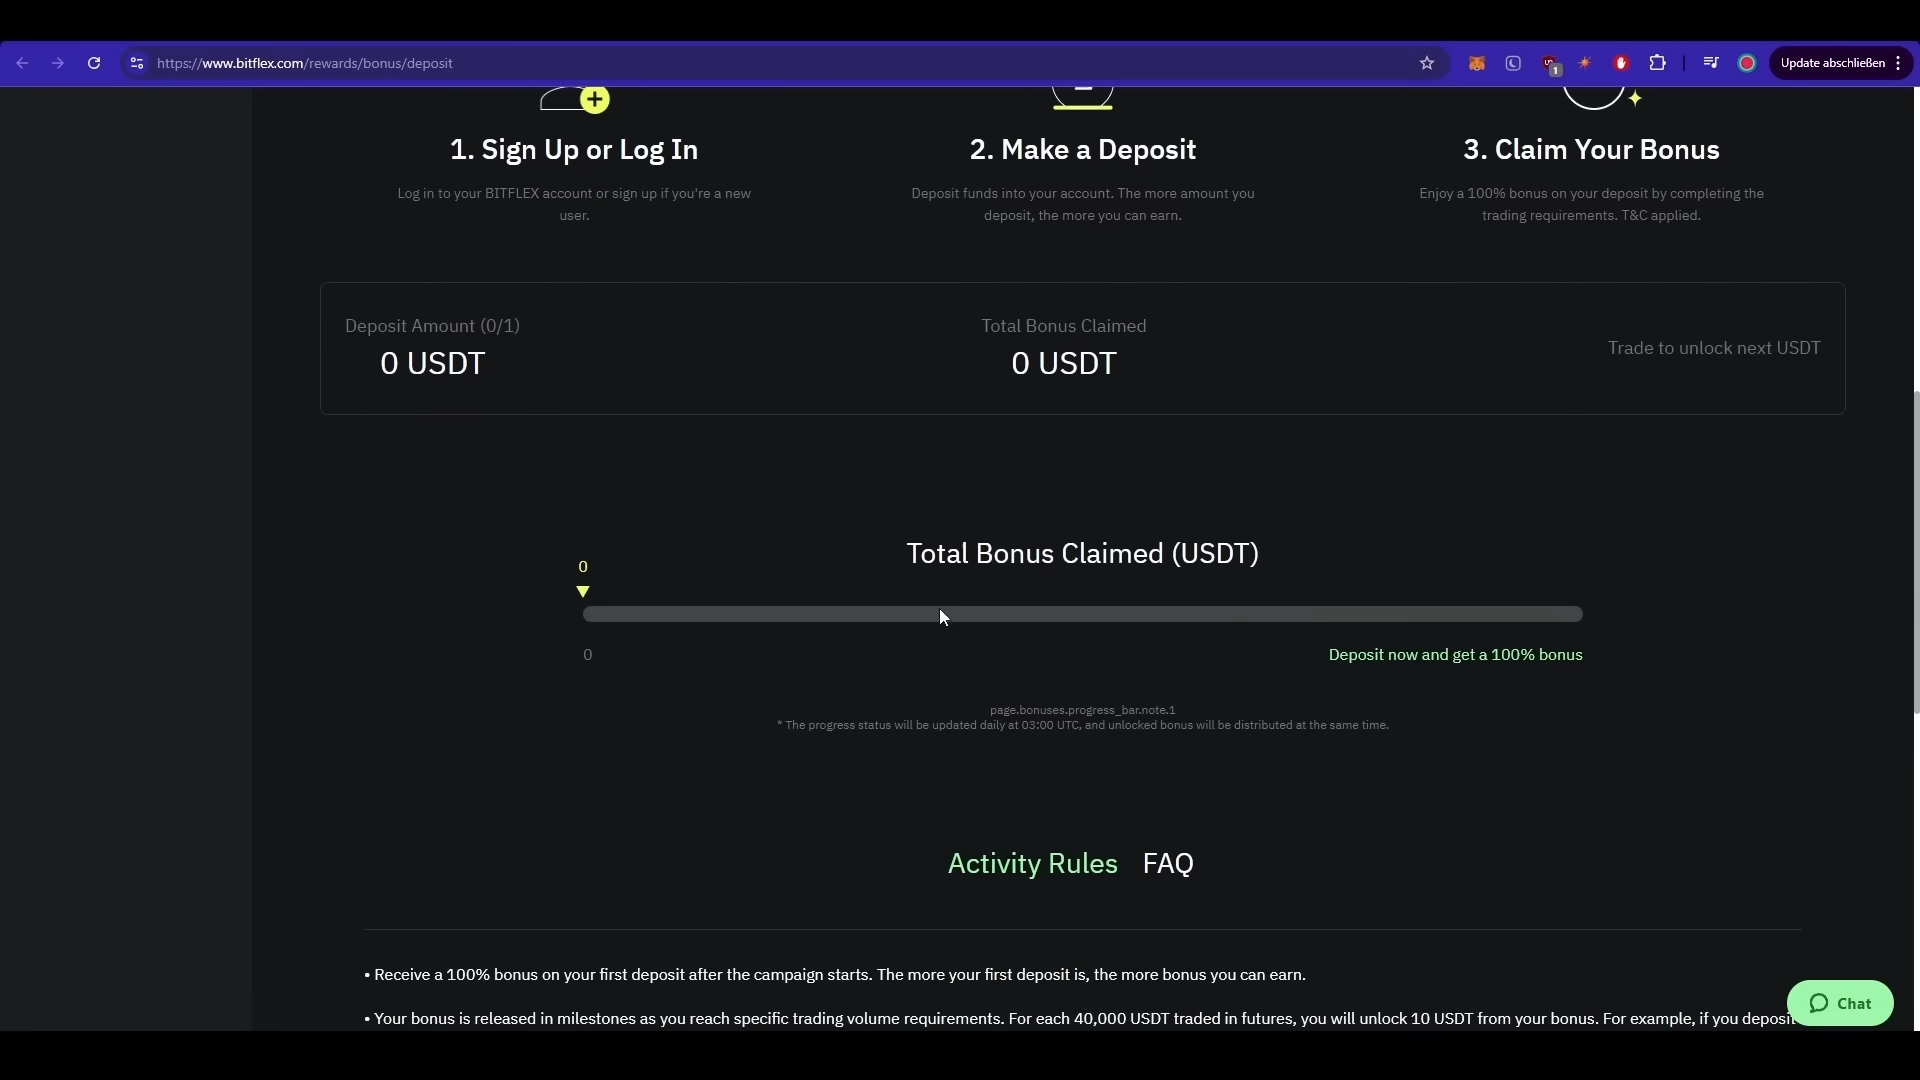 https://www.bitflex.com/rewards/bonus/deposit
1
Update abschließen
1. Sign Up or Log In
Log in to your BITFLEX account or sign up if you're a new
user.
2. Make a Deposit
Deposit funds into your account. The more amount you
deposit, the more you can earn.
3. Claim Your Bonus
Enjoy a 100% bonus on your deposit by completing the
trading requirements. T&C applied.
Deposit Amount (0/1)
0 USDT
Total Bonus Claimed
0 USDT
Trade to unlock next USDT
Total Bonus Claimed (USDT)
0
0
Deposit now and get a 100% bonus
page.bonuses.progress_bar.note.1
* The progress status will be updated daily at 03:00 UTC, and unlocked bonus will be distributed at the same time.
Activity Rules FAQ
• Receive a 100% bonus on your first deposit after the campaign starts. The more your first deposit is, the more bonus you can earn.
• Your bonus is released in milestones as you reach specific trading volume requirements. For each 40,000 USDT traded in futures, you will unlock 10 USDT from your bonus. For example, if you deposit
Chat